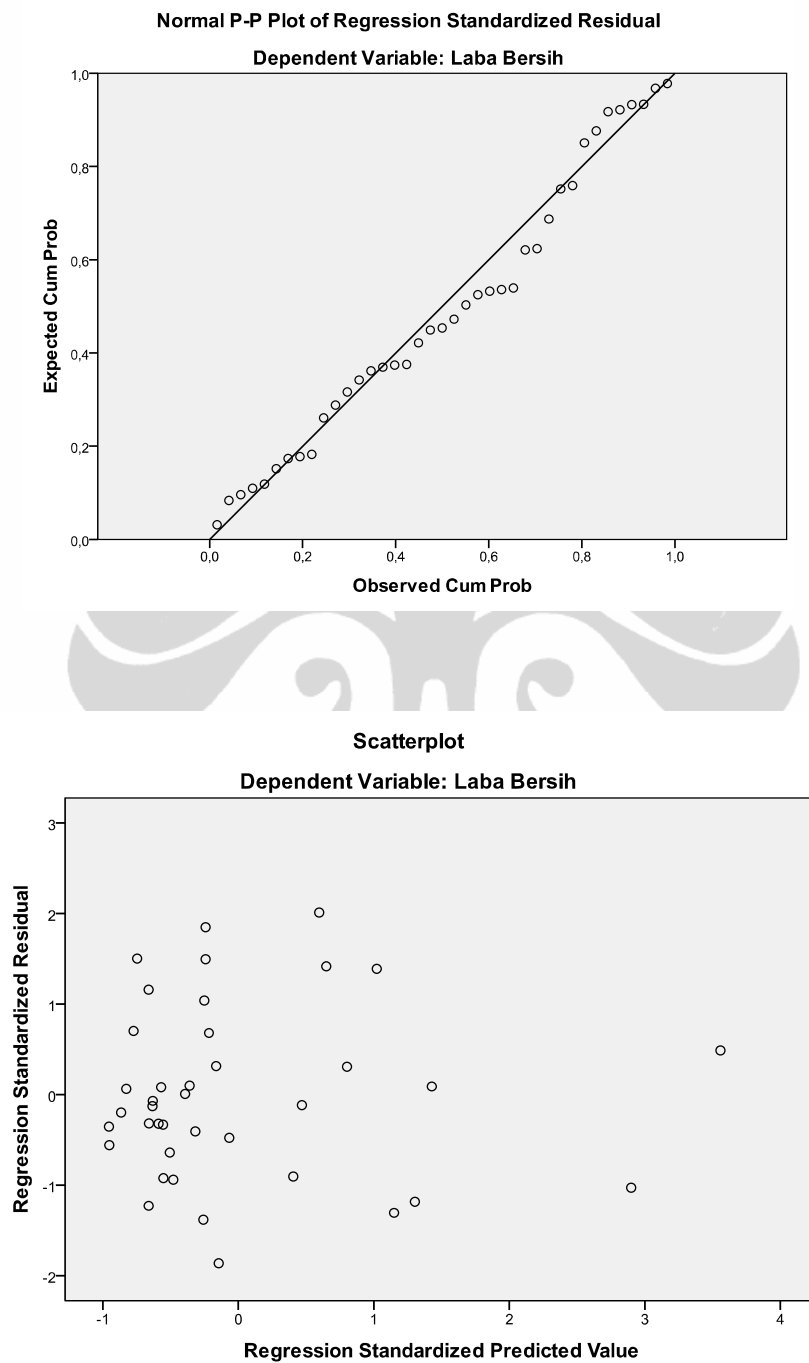 Normal P-P Plot of Regression Standardized Residual
Dependent Variable: Laba Bersih
1,0
0,8
0,6
0,4
0,2
0,0
Expected Cum Prob
0,0 0,2 0,4 0,6 0,8 1,0
Observed Cum Prob
Scatterplot
Dependent Variable: Laba Bersih
3
2
1
0
-1
-2
Regression Standardized Residual
-1 0 1 2 3 4
Regression Standardized Predicted Value